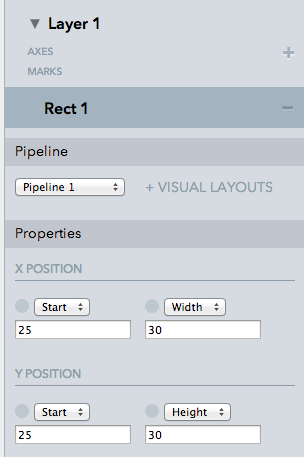 ▼ Layer 1
AXES +
MARKS
Rect 1 −
Pipeline
Pipeline 1 + VISUAL LAYOUTS
Properties
X POSITION
Start Width
25 30
Y POSITION
Start Height
25 30